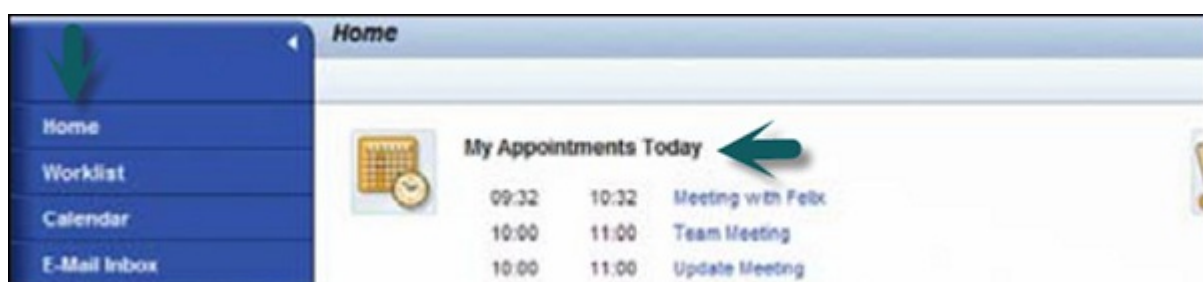 Home
Home
Worklist
Calendar
E-Mail Inbox
My Appointments Today
09:32 10:32 Meeting with Felix
10:00 11:00 Team Meeting
10:00 11:00 Update Meeting